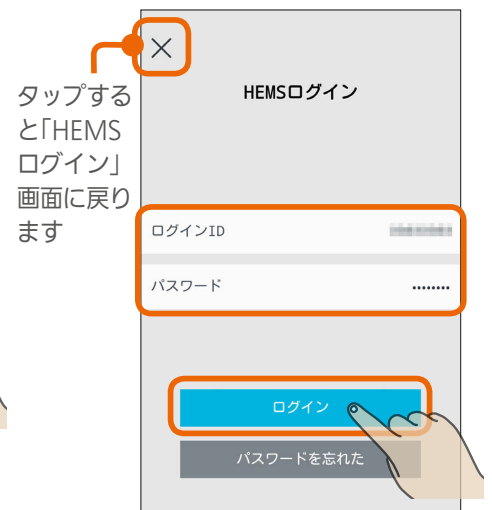 タップする
と「HEMS
ログイン」
画面に戻り
ます
HEMSログイン
ログインID
パスワード ••••••••
ログイン
パスワードを忘れた